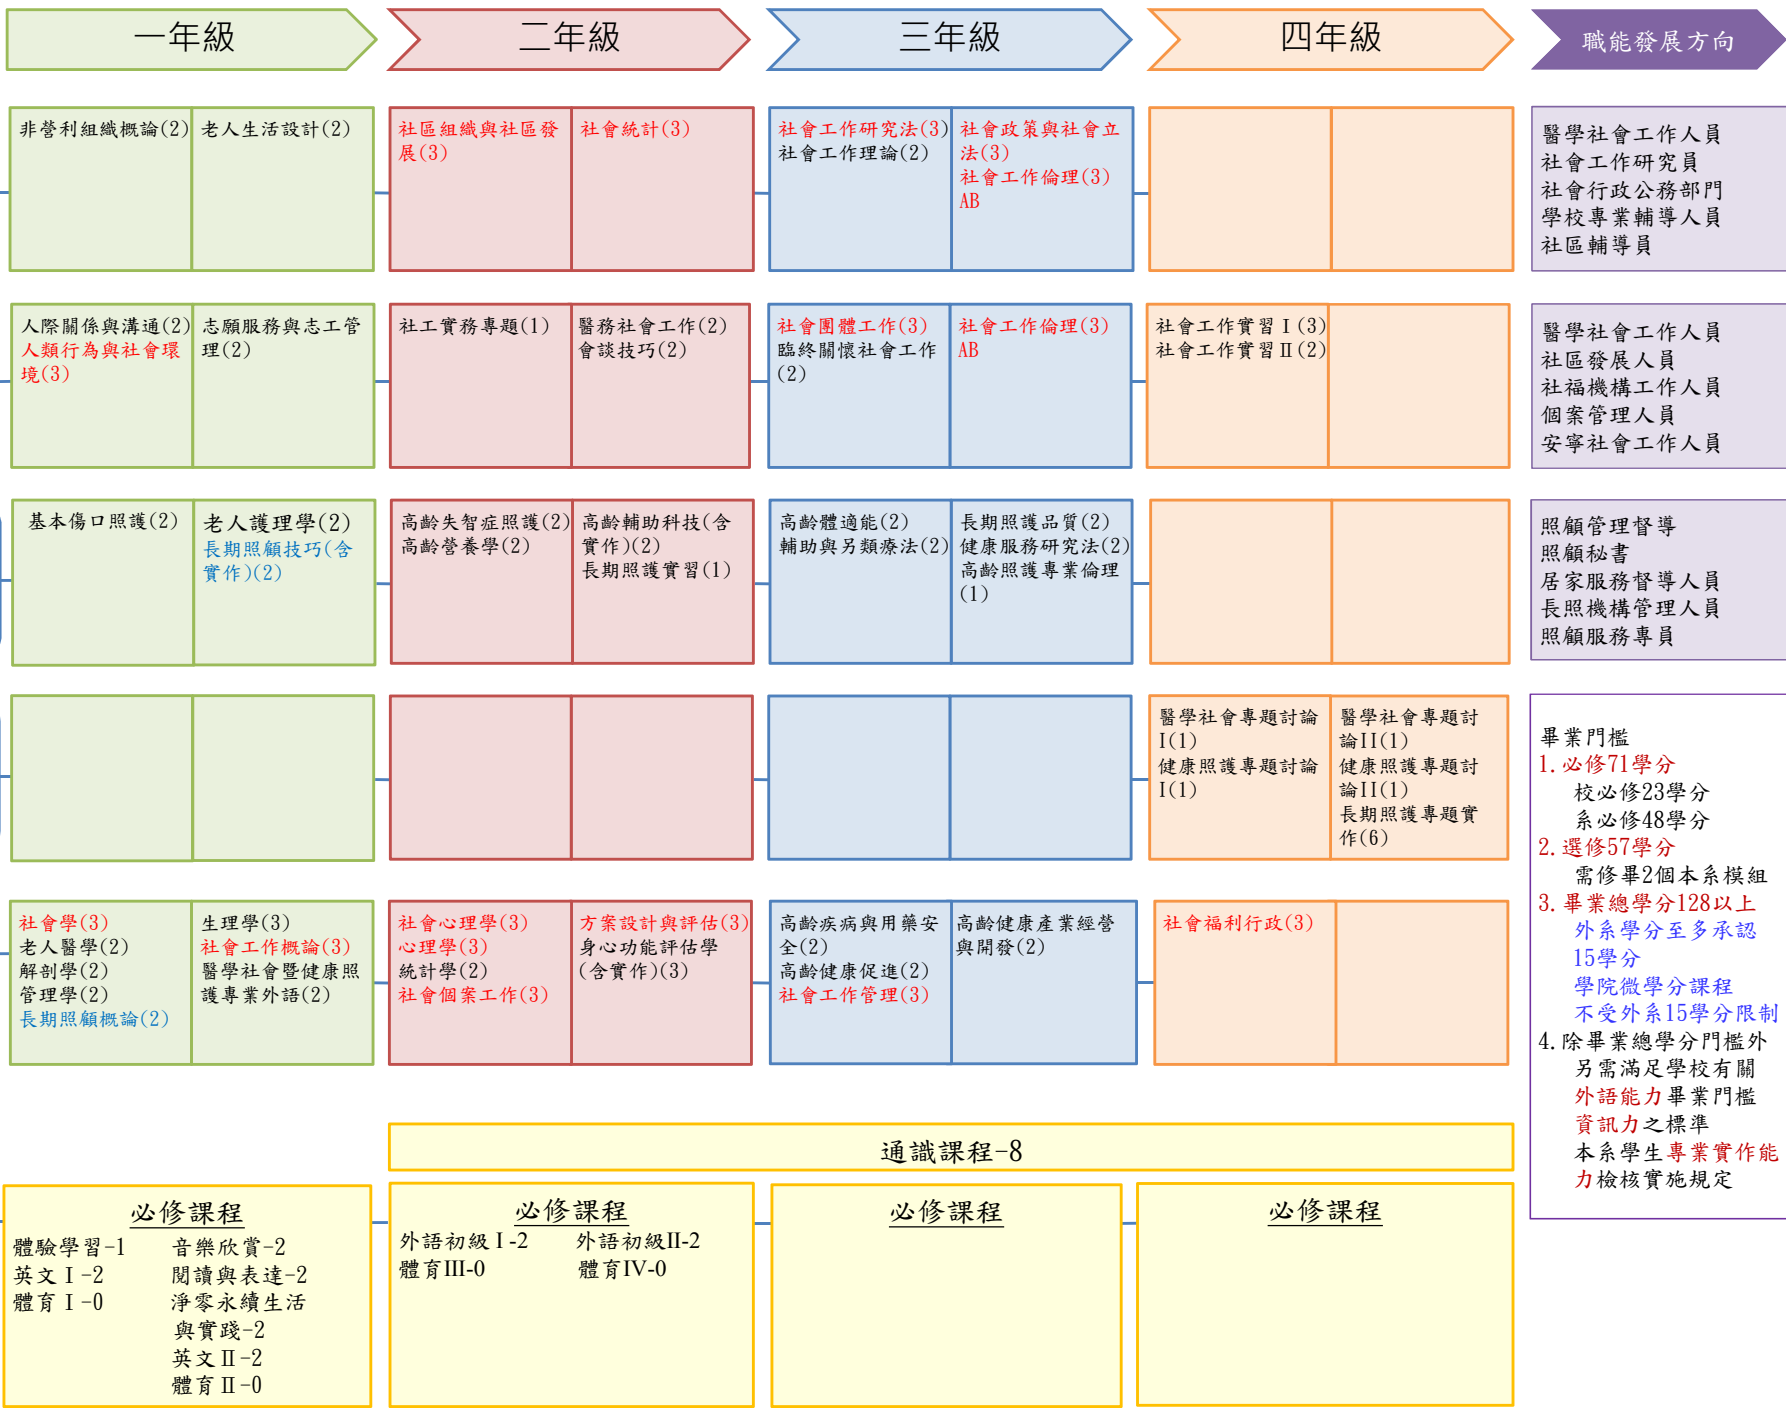 一年級
二年級
三年級
四年級
職能發展方向
非營利組織概論(2)
老人生活設計(2)
社區組織與社區發
展(3)
社會統計(3)
社會工作研究法(3)
社會工作理論(2)
社會政策與社會立
法(3)
社會工作倫理(3)
AB
醫學社會工作人員
社會工作研究員
社會行政公務部門
學校專業輔導人員
社區輔導員
人際關係與溝通(2)
人類行為與社會環
境(3)
志願服務與志工管
理(2)
社工實務專題(1)
醫務社會工作(2)
會談技巧(2)
社會團體工作(3)
臨終關懷社會工作
(2)
社會工作倫理(3)
AB
社會工作實習Ⅰ(3)
社會工作實習Ⅱ(2)
醫學社會工作人員
社區發展人員
社福機構工作人員
個案管理人員
安寧社會工作人員
基本傷口照護(2)
老人護理學(2)
長期照顧技巧(含
實作)(2)
高齡失智症照護(2)
高齡營養學(2)
高齡輔助科技(含
實作)(2)
長期照護實習(1)
高齡體適能(2)
輔助與另類療法(2)
長期照護品質(2)
健康服務研究法(2)
高齡照護專業倫理
(1)
照顧管理督導
照顧秘書
居家服務督導人員
長照機構管理人員
照顧服務專員
醫學社會專題討論
I(1)
健康照護專題討論
I(1)
醫學社會專題討
論II(1)
健康照護專題討
論II(1)
長期照護專題實
作(6)
社會學(3)
老人醫學(2)
解剖學(2)
管理學(2)
長期照顧概論(2)
生理學(3)
社會工作概論(3)
醫學社會暨健康照
護專業外語(2)
社會心理學(3)
心理學(3)
統計學(2)
社會個案工作(3)
方案設計與評估(3)
身心功能評估學
(含實作)(3)
高齡疾病與用藥安
全(2)
高齡健康促進(2)
社會工作管理(3)
高齡健康產業經營
與開發(2)
社會福利行政(3)
畢業門檻
1.必修71學分
校必修23學分
系必修48學分
2.選修57學分
需修畢2個本系模組
3.畢業總學分128以上
外系學分至多承認
15學分
學院微學分課程
不受外系15學分限制
4.除畢業總學分門檻外
另需滿足學校有關
外語能力畢業門檻
資訊力之標準
本系學生專業實作能
力檢核實施規定
通識課程-8
必修課程
體驗學習-1
英文Ⅰ-2
體育Ⅰ-0
音樂欣賞-2
閱讀與表達-2
淨零永續生活
與實踐-2
英文Ⅱ-2
體育Ⅱ-0
必修課程
外語初級Ⅰ-2
體育III-0
外語初級II-2
體育IV-0
必修課程
必修課程